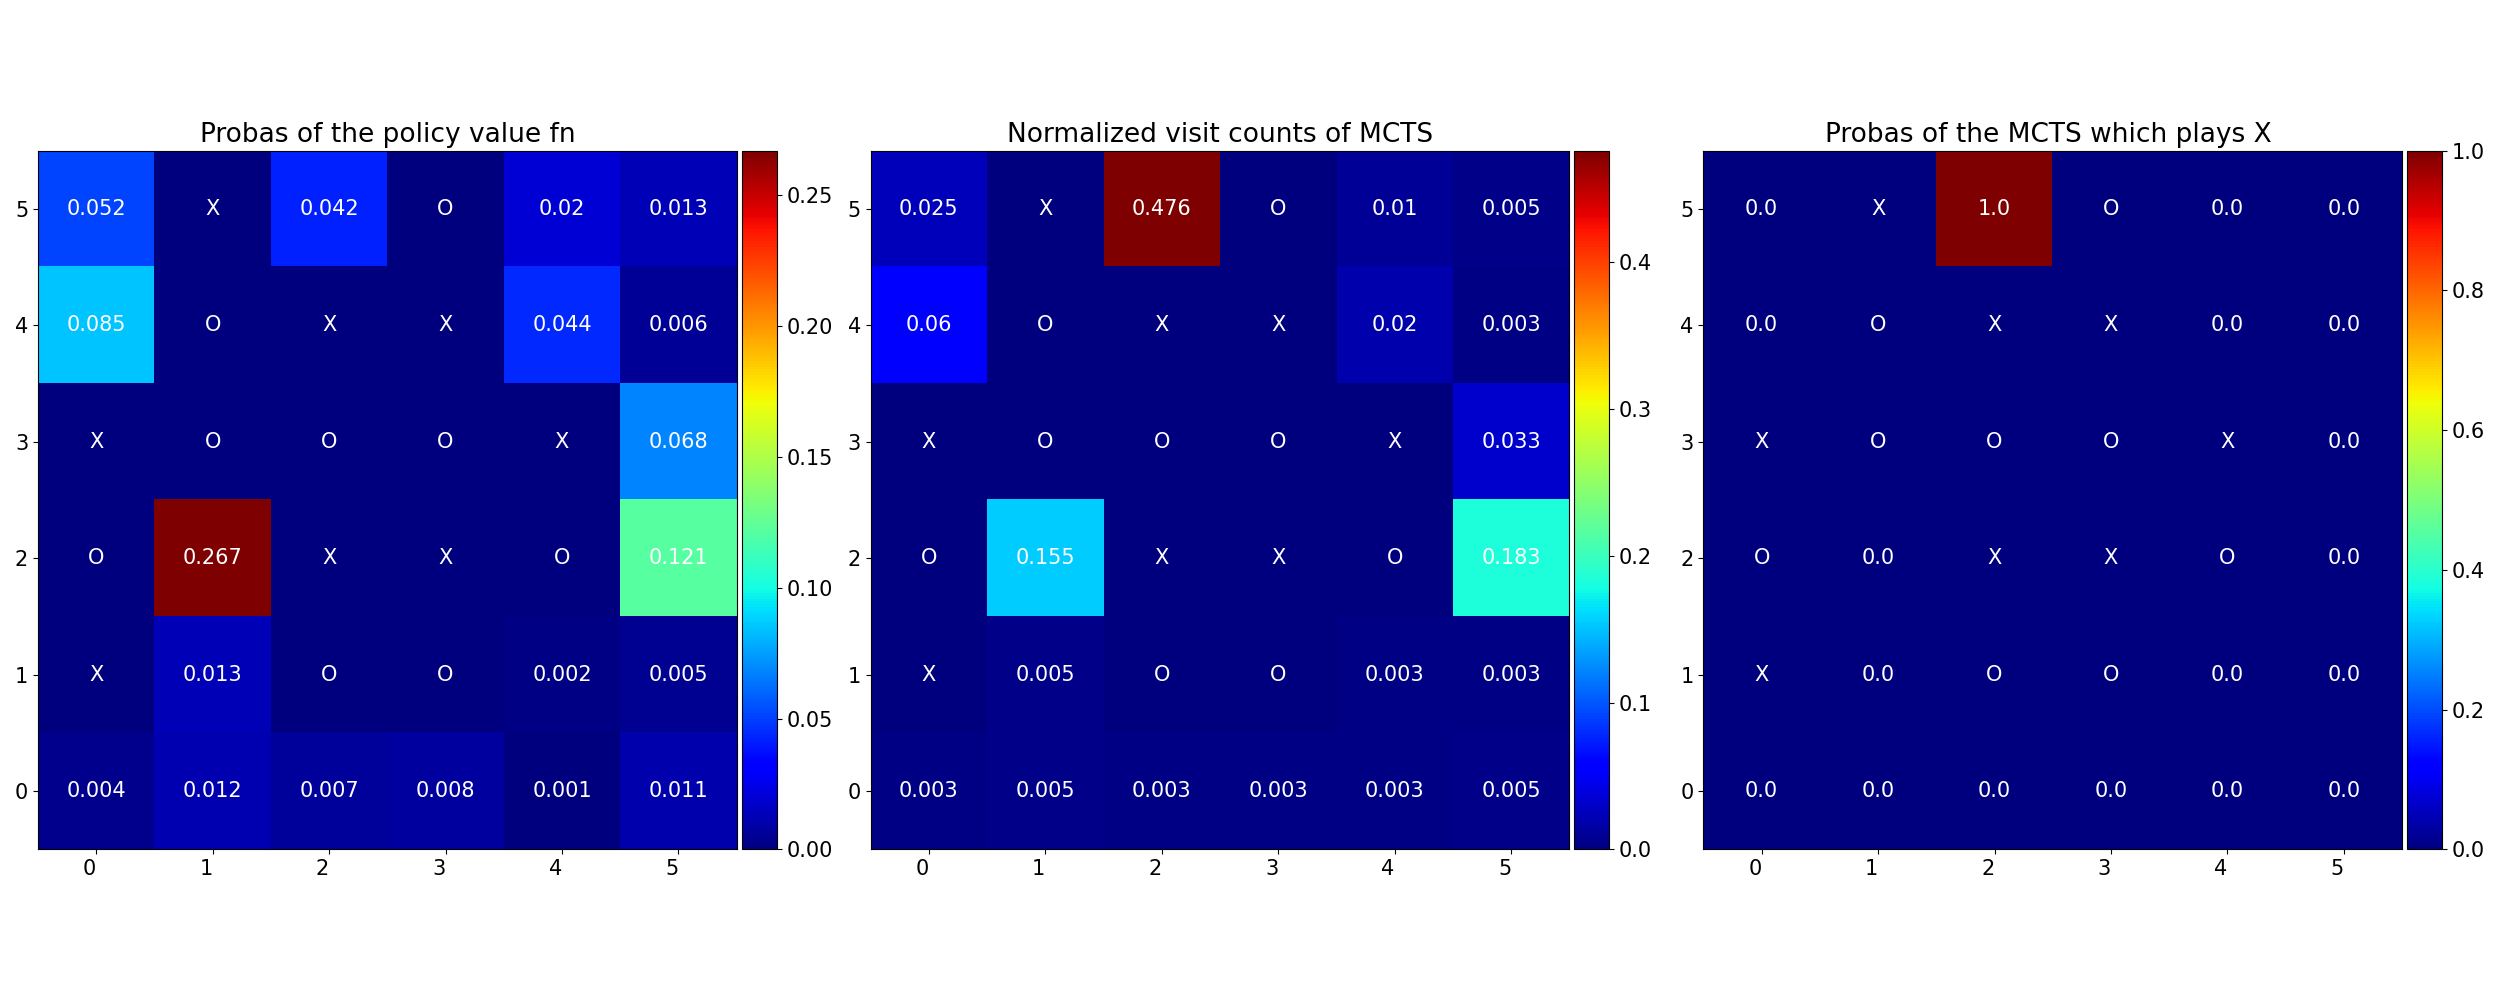 Probas of the policy value fn
5 0.052 X 0.042 O 0.02 0.013
4 0.085 O X X 0.044 0.006
3 X O O O X 0.068
2 O 0.267 X X O 0.121
1 X 0.013 O O 0.002 0.005
0 0.004 0.012 0.007 0.008 0.001 0.011
0 1 2 3 4 5
0.25
0.20
0.15
0.10
0.05
0.00
Normalized visit counts of MCTS
5 0.025 X 0.476 O 0.01 0.005
4 0.06 O X X 0.02 0.003
3 X O O O X 0.033
2 O 0.155 X X O 0.183
1 X 0.005 O O 0.003 0.003
0 0.003 0.005 0.003 0.003 0.003 0.005
0 1 2 3 4 5
0.4
0.3
0.2
0.1
0.0
Probas of the MCTS which plays X
5 0.0 X 1.0 O 0.0 0.0
4 0.0 O X X 0.0 0.0
3 X O O O X 0.0
2 O 0.0 X X O 0.0
1 X 0.0 O O 0.0 0.0
0 0.0 0.0 0.0 0.0 0.0 0.0
0 1 2 3 4 5
1.0
0.8
0.6
0.4
0.2
0.0